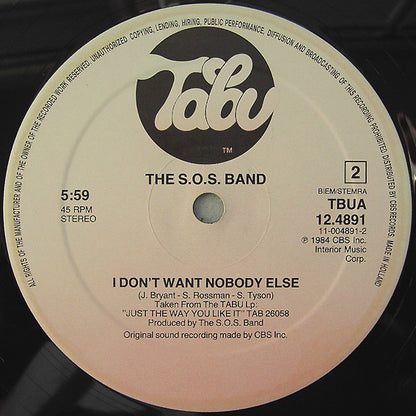 ALL RIGHTS OF THE MANUFACTURER AND OF THE OWNER OF THE RECORDED WORK RESERVED. UNAUTHORIZED COPYING, LENDING, HIRING, PUBLIC PERFORMANCE, DIFFUSION AND BROADCASTING OF THIS RECORDING PROHIBITED. DISTRIBUTED BY CBS RECORDS. MADE IN HOLLAND
Tabu
TM
THE S.O.S. BAND
2
BIEM/STEMRA
5:59
45 RPM
STEREO
TBUA
12.4891
11-004891-2
℗ 1984 CBS Inc.
Interior Music
Corp.
I DON'T WANT NOBODY ELSE
(J. Bryant - S. Rossman - S. Tyson)
Taken From The TABU Lp:
"JUST THE WAY YOU LIKE IT" TAB 26058
Produced by The S.O.S. Band
Original sound recording made by CBS Inc.